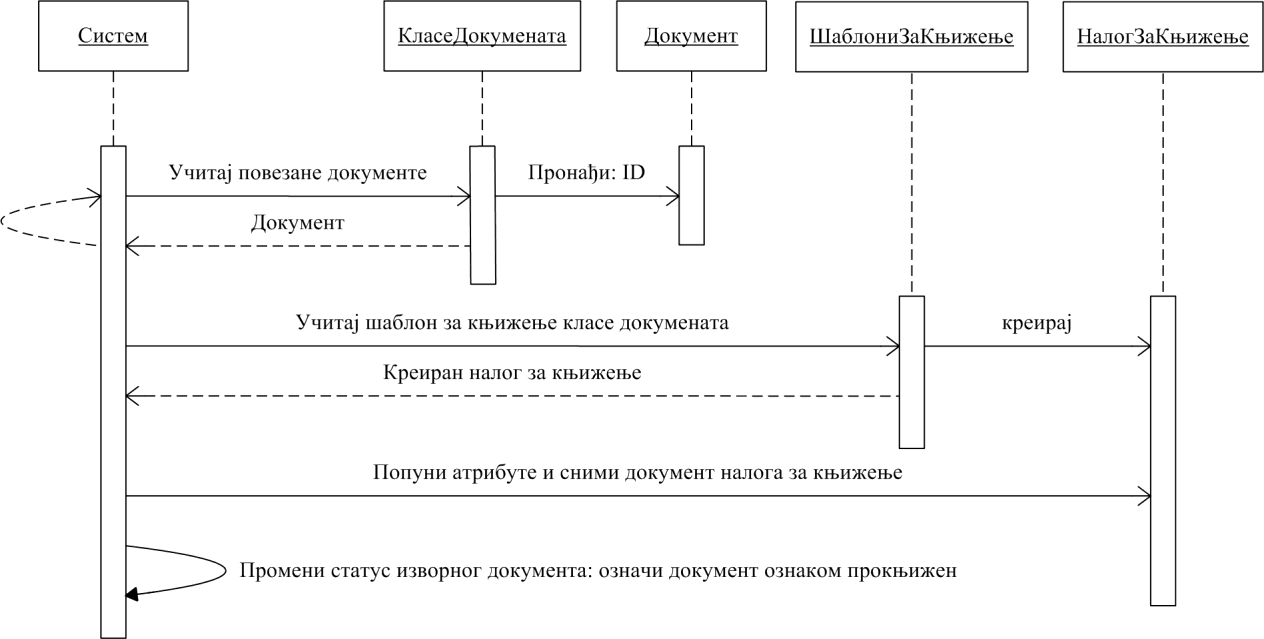 Систем
КласеДокумената
Документ
ШаблониЗаКњижење
НалогЗаКњижење
Учитај повезане документе
Пронађи: ID
Документ
Учитај шаблон за књижење класе докумената
креирај
Креиран налог за књижење
Попуни атрибуте и сними документ налога за књижење
Промени статус изворног документа: означи документ ознаком прокњижен